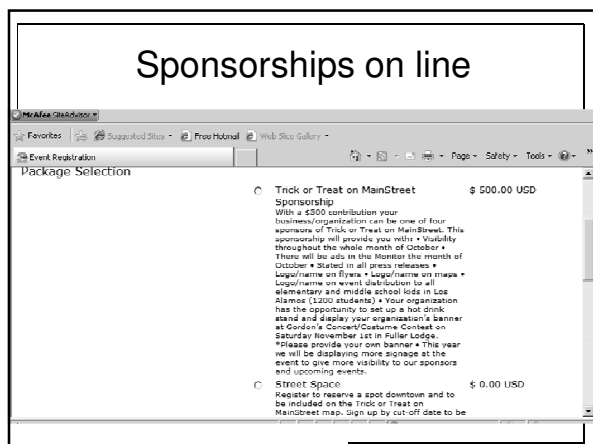 Sponsorships on line
McAfee SiteAdvisor
Favorites Suggested Sites Free Hotmail Web Slice Gallery
Event Registration Page Safety Tools »
Package Selection
Trick or Treat on MainStreet $ 500.00 USD
Sponsorship
With a $300 contribution your
business/organization can be one of four
sponsors of Trick or Treat on MainStreet. This
sponsorship will provide you with: • Visibility
throughout the whole month of October •
There will be ads in the Monitor the month of
October • Stated in all press releases •
Logo/name on flyers • Logo/name on maps •
Logo/name on event distribution to all
elementary and middle school kids in Los
Alamos (1200 students) • Your organization
has the opportunity to set up a hot drink
stand and display your organization's banner
at Gordon's Concert/Costume Contest on
Saturday November 1st in Fuller Lodge.
*Please provide your own banner • This year
we will be displaying more signage at the
event to give more visibility to our sponsors
and upcoming events.
Street Space $ 0.00 USD
Register to reserve a spot downtown and to
be included on the Trick or Treat on
MainStreet map. Sign up by cut-off date to be